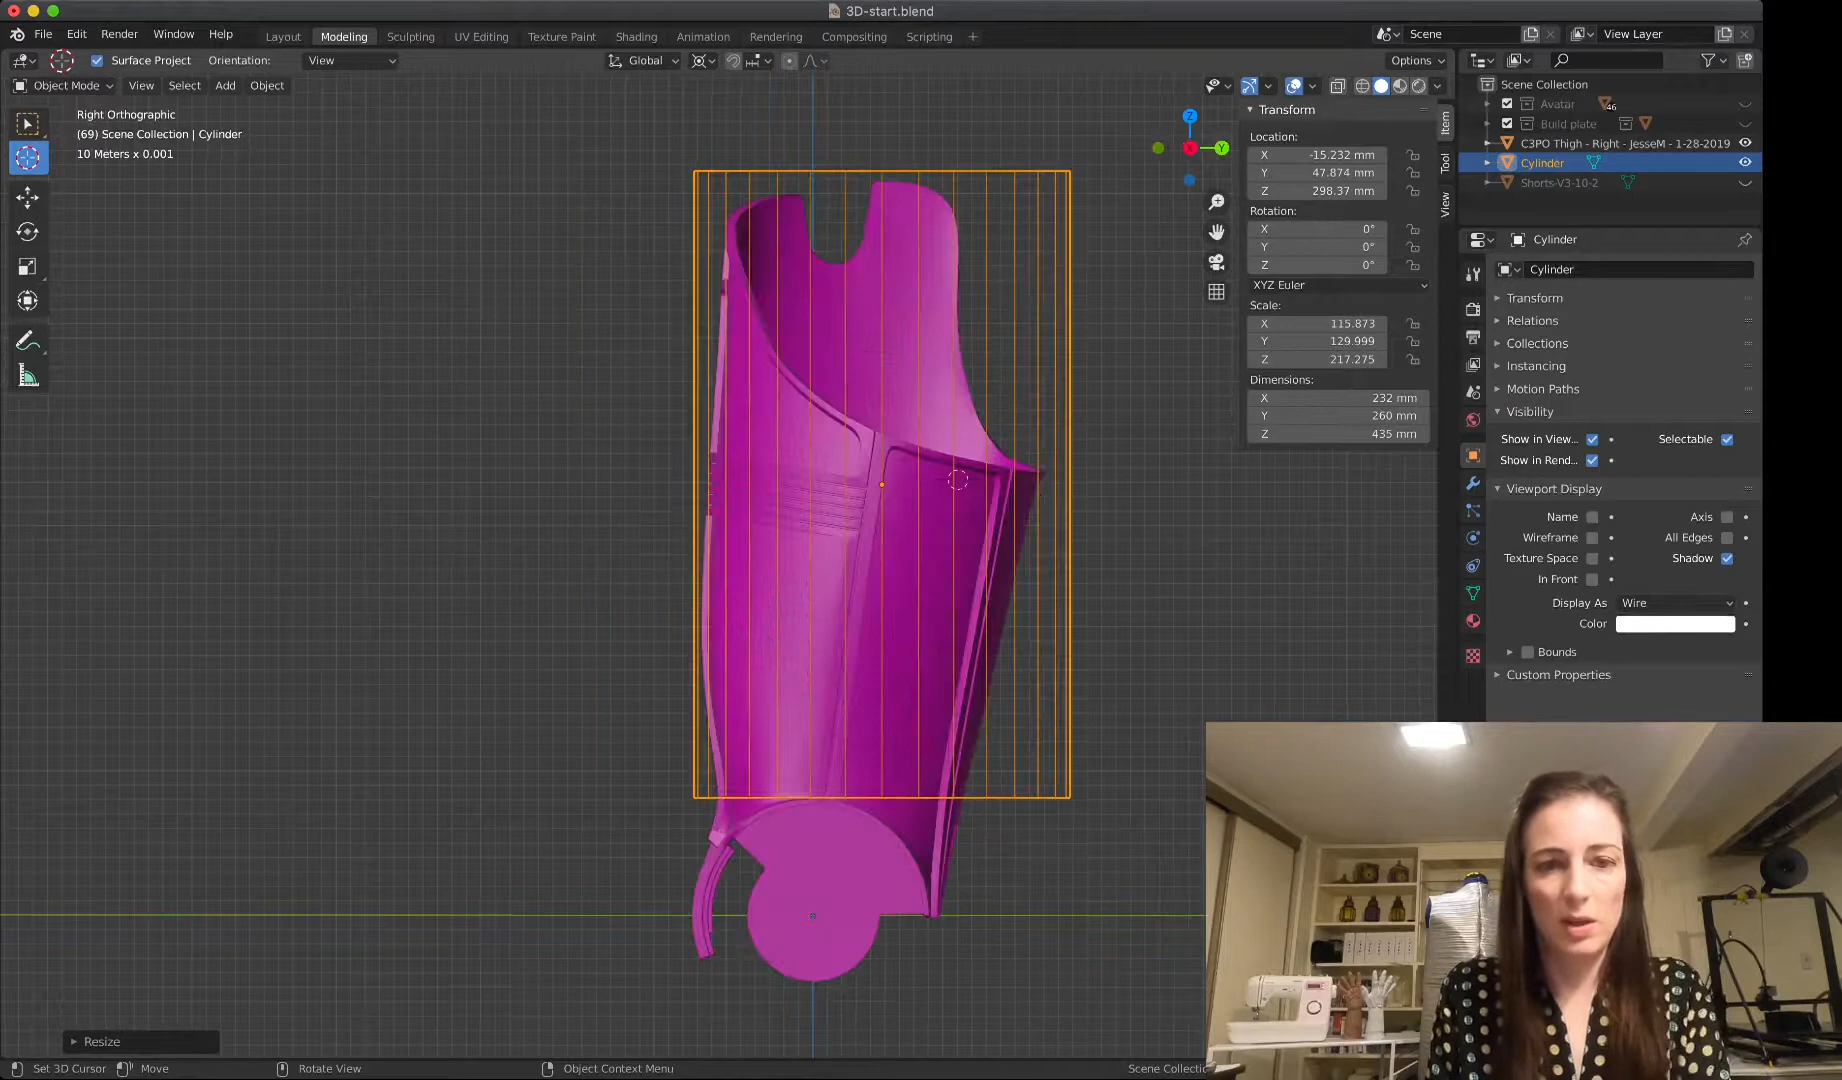 3D-start.blend
File Edit Render Window Help
Layout Modeling Sculpting UV Editing Texture Paint Shading Animation Rendering Compositing Scripting +
Scene View Layer
Surface Project Orientation: View Global Options
Object Mode View Select Add Object
Right Orthographic
(69) Scene Collection | Cylinder
10 Meters x 0.001
Z
Y
X
Transform
Location:
X -15.232 mm
Y 47.874 mm
Z 298.37 mm
Rotation:
X 0°
Y 0°
Z 0°
XYZ Euler
Scale:
X 115.873
Y 129.999
Z 217.275
Dimensions:
X 232 mm
Y 260 mm
Z 435 mm
Item
Tool
View
Scene Collection
Avatar 46
Build plate
C3PO Thigh - Right - JesseM - 1-28-2019
Cylinder
Shorts-V3-10-2
Cylinder
Cylinder
Transform
Relations
Collections
Instancing
Motion Paths
Visibility
Show in View... Selectable
Show in Rend...
Viewport Display
Name Axis
Wireframe All Edges
Texture Space Shadow
In Front
Display As Wire
Color
Bounds
Custom Properties
Resize
Set 3D Cursor Move Rotate View Object Context Menu Scene Collectio